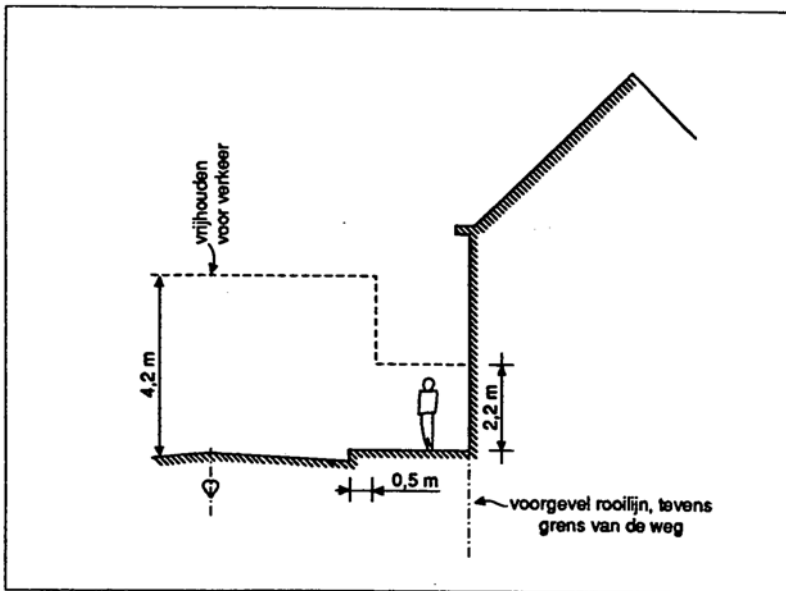 vrijhouden
voor verkeer
4,2 m
2,2 m
0,5 m
voorgevel rooilijn, tevens
grens van de weg